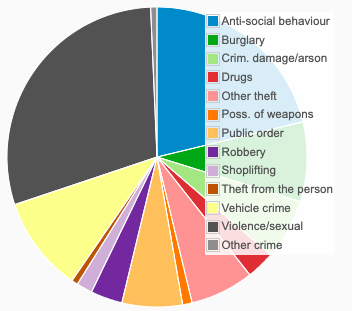 Anti-social behaviour
Burglary
Crim. damage/arson
Drugs
Other theft
Poss. of weapons
Public order
Robbery
Shoplifting
Theft from the person
Vehicle crime
Violence/sexual
Other crime